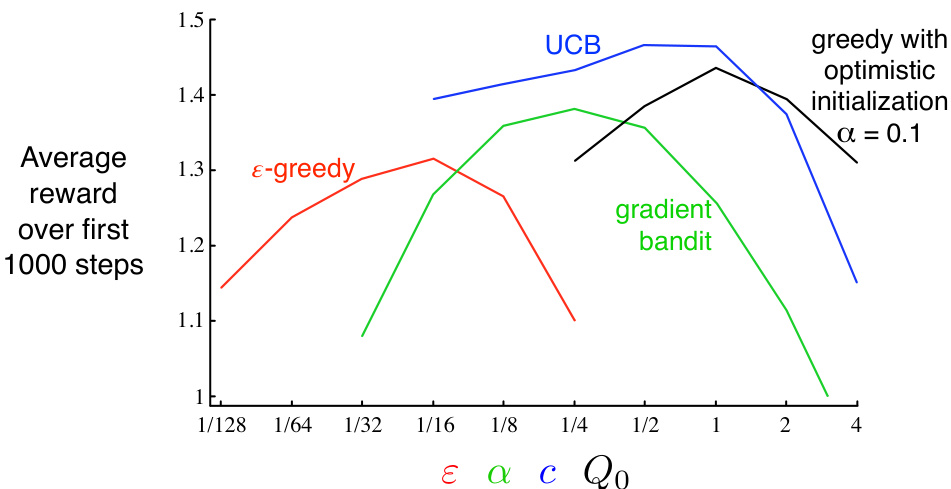 1.5
1.4
1.3
1.2
1.1
1
Average
reward
over first
1000 steps
ε-greedy
UCB
gradient
bandit
greedy with
optimistic
initialization
α = 0.1
1/128 1/64 1/32 1/16 1/8 1/4 1/2 1 2 4
ε α c Q₀